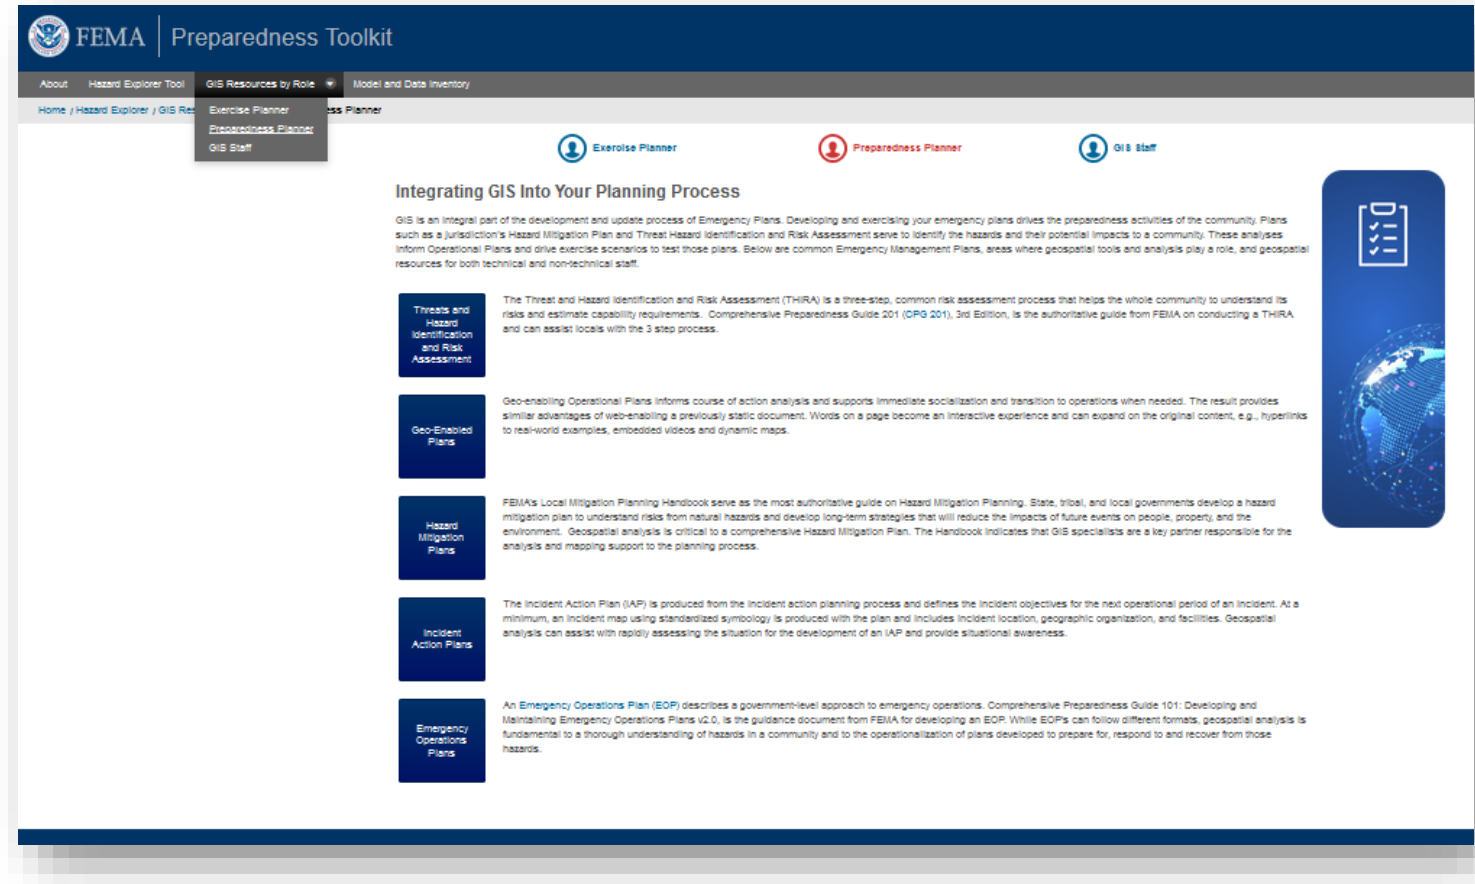 FEMA Preparedness Toolkit
About Hazard Explorer Tool GIS Resources by Role Model and Data Inventory
Home / Hazard Explorer / GIS Res ess Planner
Exercise Planner
Preparedness Planner
GIS Staff
Exercise Planner Preparedness Planner GIS Staff
Integrating GIS Into Your Planning Process
GIS is an integral part of the development and update process of Emergency Plans. Developing and exercising your emergency plans drives the preparedness activities of the community. Plans
such as a jurisdiction's Hazard Mitigation Plan and Threat Hazard Identification and Risk Assessment serve to identify the hazards and their potential impacts to a community. These analyses
inform Operational Plans and drive exercise scenarios to test those plans. Below are common Emergency Management Plans, areas where geospatial tools and analysis play a role, and geospatial
resources for both technical and non-technical staff.
Threats and
Hazard
Identification
and Risk
Assessment
The Threat and Hazard Identification and Risk Assessment (THIRA) is a three-step, common risk assessment process that helps the whole community to understand its
risks and estimate capability requirements. Comprehensive Preparedness Guide 201 (CPG 201), 3rd Edition, is the authoritative guide from FEMA on conducting a THIRA
and can assist locals with the 3 step process.
Geo-Enabled
Plans
Geo-enabling Operational Plans informs course of action analysis and supports immediate socialization and transition to operations when needed. The result provides
similar advantages of web-enabling a previously static document. Words on a page become an interactive experience and can expand on the original content, e.g., hyperlinks
to real-world examples, embedded videos and dynamic maps.
Hazard
Mitigation
Plans
FEMA's Local Mitigation Planning Handbook serve as the most authoritative guide on Hazard Mitigation Planning. State, tribal, and local governments develop a hazard
mitigation plan to understand risks from natural hazards and develop long-term strategies that will reduce the impacts of future events on people, property, and the
environment. Geospatial analysis is critical to a comprehensive Hazard Mitigation Plan. The Handbook indicates that GIS specialists are a key partner responsible for the
analysis and mapping support to the planning process.
Incident
Action Plans
The Incident Action Plan (IAP) is produced from the incident action planning process and defines the incident objectives for the next operational period of an incident. At a
minimum, an incident map using standardized symbology is produced with the plan and includes incident location, geographic organization, and facilities. Geospatial
analysis can assist with rapidly assessing the situation for the development of an IAP and provide situational awareness.
Emergency
Operations
Plans
An Emergency Operations Plan (EOP) describes a government-level approach to emergency operations. Comprehensive Preparedness Guide 101: Developing and
Maintaining Emergency Operations Plans v2.0, is the guidance document from FEMA for developing an EOP. While EOP's can follow different formats, geospatial analysis is
fundamental to a thorough understanding of hazards in a community and to the operationalization of plans developed to prepare for, respond to and recover from those
hazards.